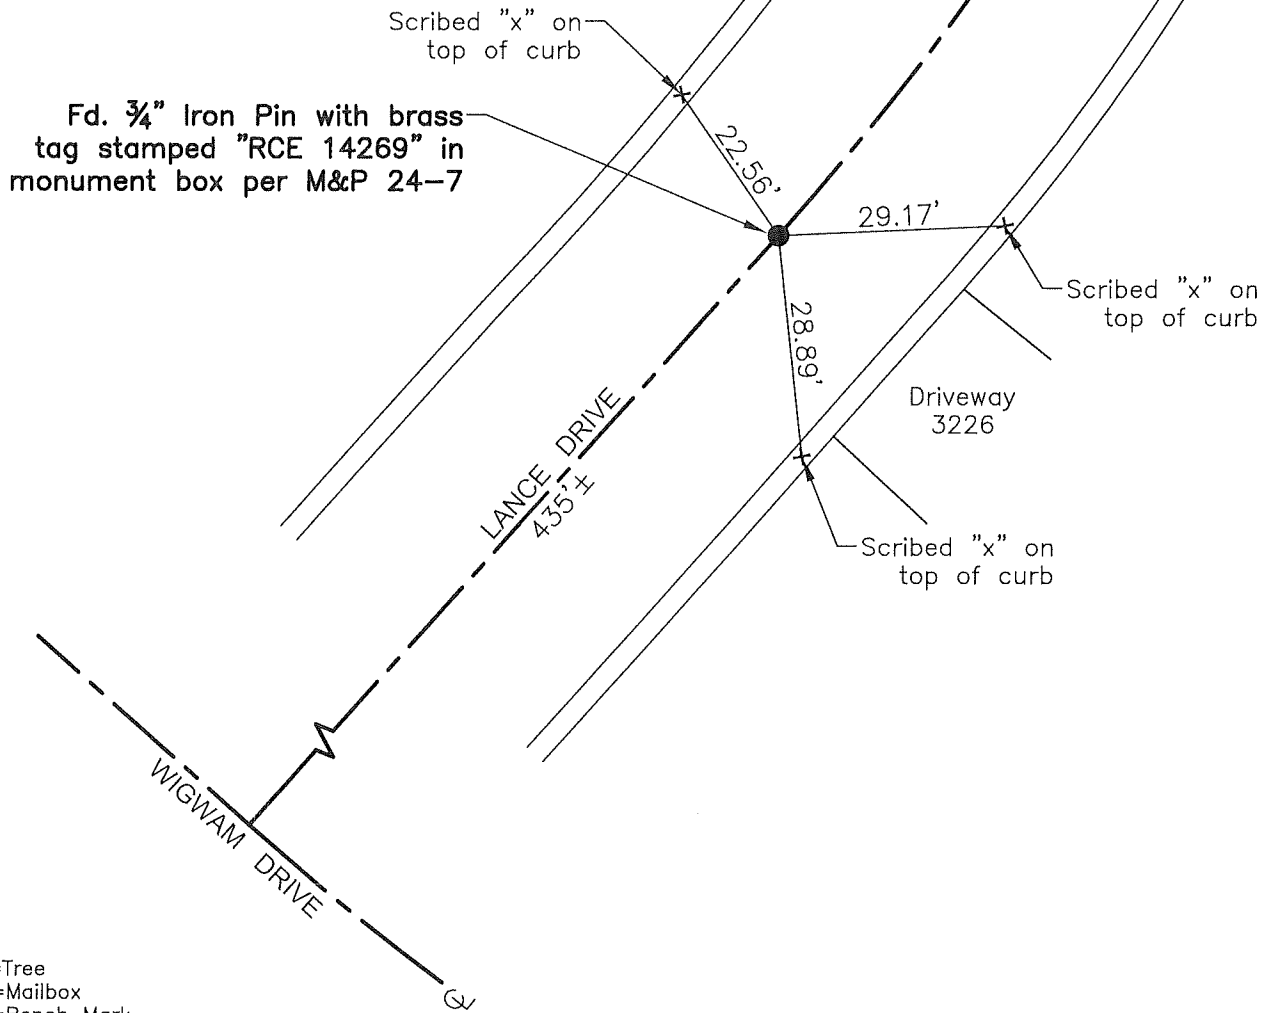 Scribed "x" on
top of curb
Fd. ¾" Iron Pin with brass
tag stamped "RCE 14269" in
monument box per M&P 24-7
22.56'
29.17'
Scribed "x" on
top of curb
28.89'
Driveway
3226
LANCE DRIVE
435'±
Scribed "x" on
top of curb
WIGWAM DRIVE
=Tree
=Mailbox
=Bench Mark
℄